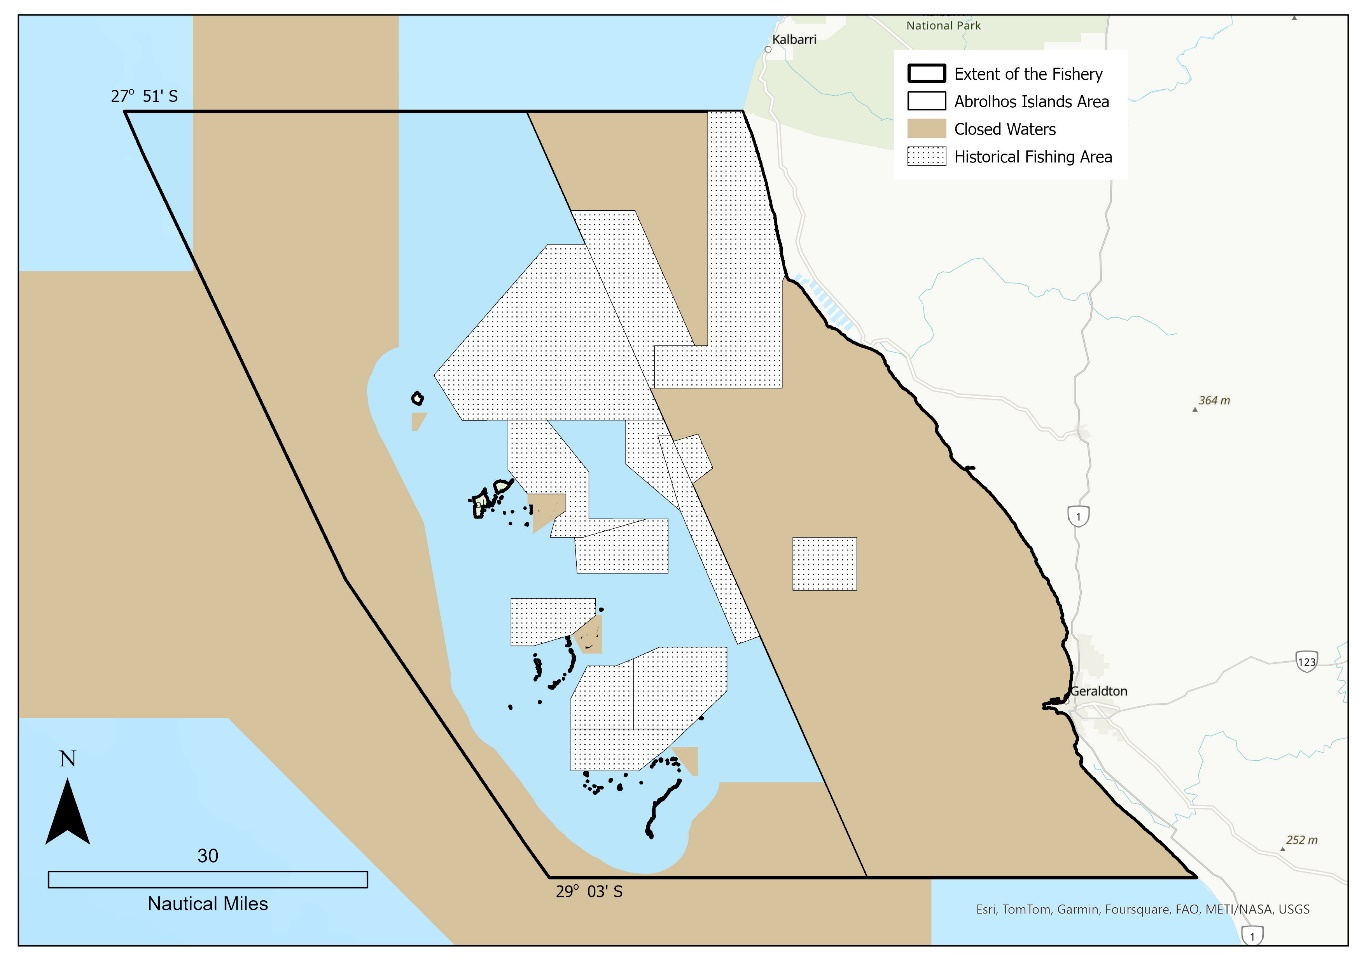 National Park
Kalbarri
Extent of the Fishery
Abrolhos Islands Area
Closed Waters
Historical Fishing Area
27° 51' S
364 m
1
123
Geraldton
N
30
Nautical Miles
252 m
29° 03' S
Esri, TomTom, Garmin, Foursquare, FAO, METI/NASA, USGS
1